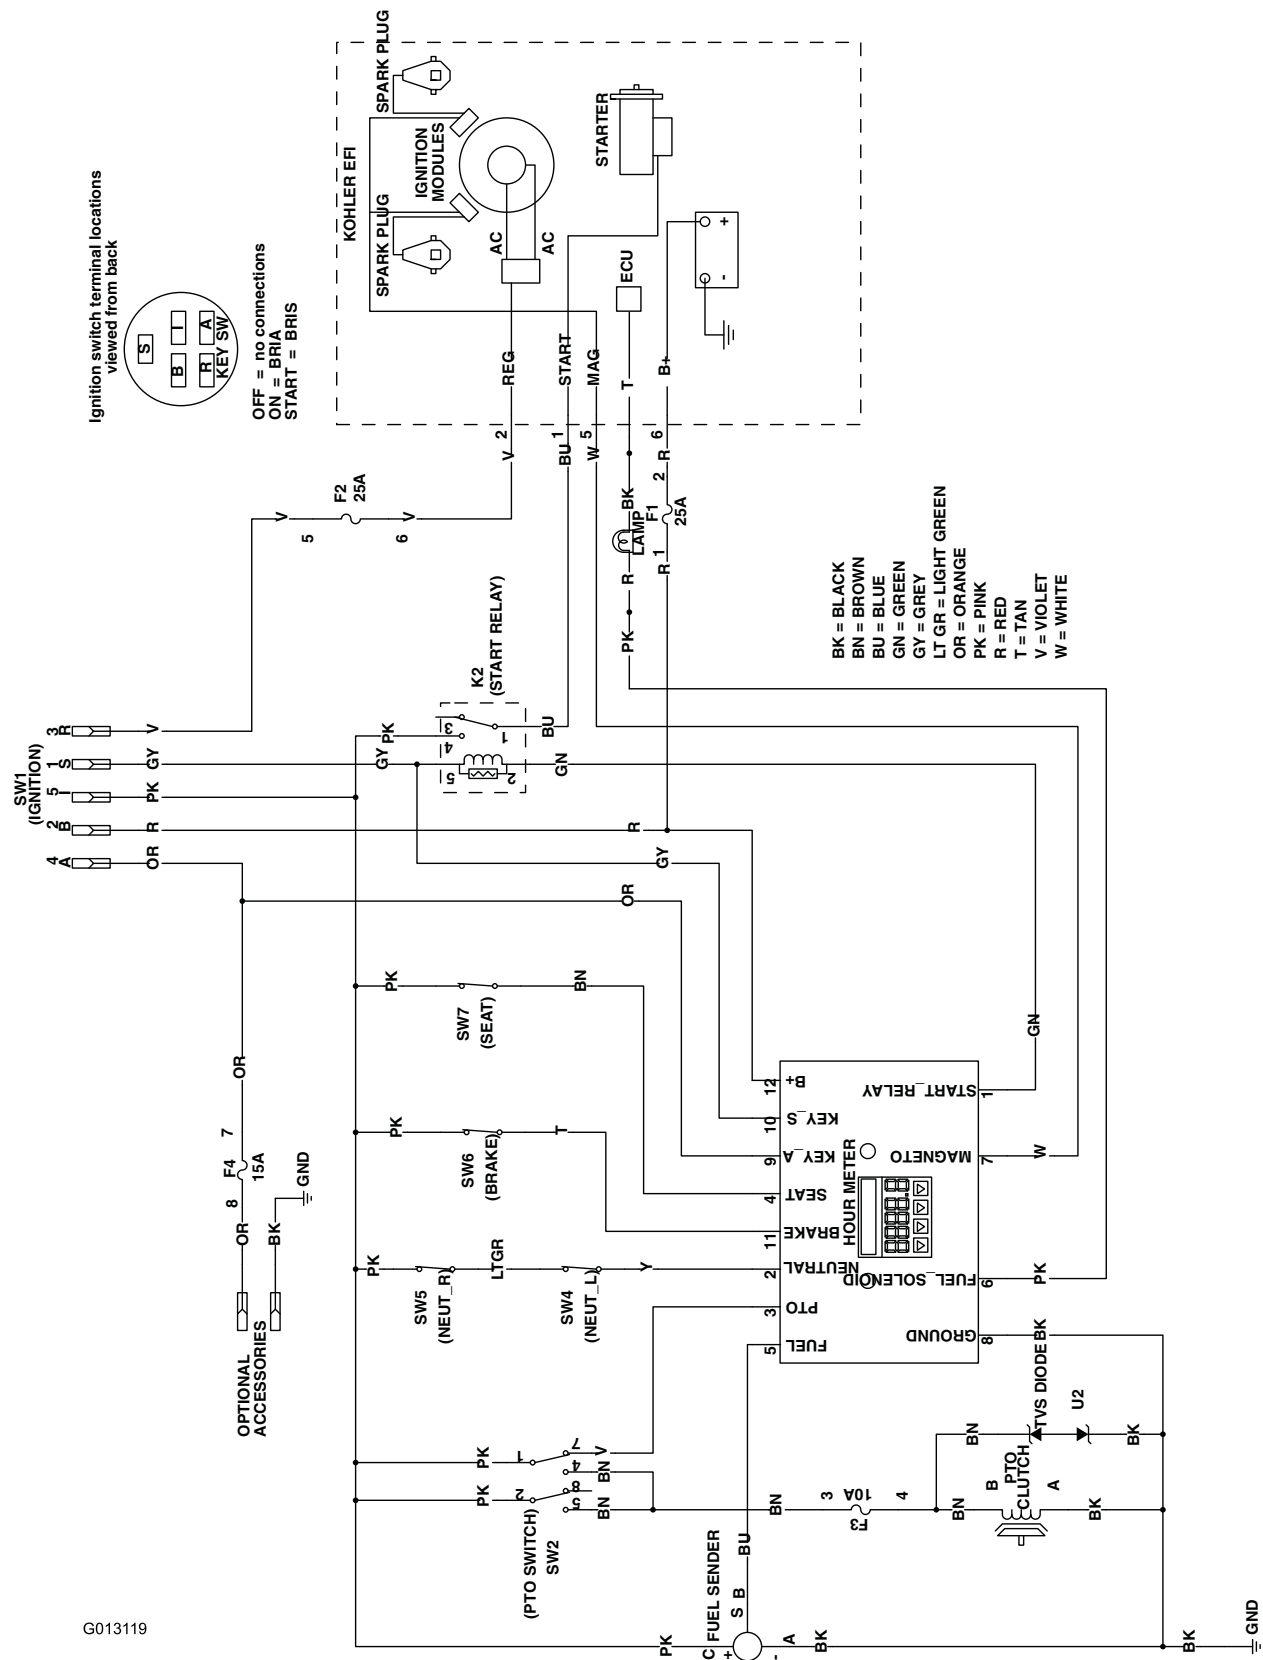 Ignition switch terminal locations
viewed from back
S
B
I
R
A
KEY SW
OFF = no connections
ON = BRIA
START = BRIS
KOHLER EFI
SPARK PLUG
SPARK PLUG
IGNITION
MODULES
AC
AC
STARTER
ECU
+
-
REG
START
MAG
T
B+
2
1
5
6
V
BU
W
BK
R
2
F1
25A
1
R
LAMP
R
PK
F2
25A
V
5
6
V
SW1
(IGNITION)
3
R
1
S
5
I
2
B
4
A
V
GY
PK
R
OR
K2
(START RELAY)
PK
GY
3
4
1
5
2
BU
GN
R
GY
OR
BK = BLACK
BN = BROWN
BU = BLUE
GN = GREEN
GY = GREY
LT GR = LIGHT GREEN
OR = ORANGE
PK = PINK
R = RED
T = TAN
V = VIOLET
W = WHITE
PK
SW7
(SEAT)
BN
PK
SW6
(BRAKE)
T
PK
SW5
(NEUT_R)
LTGR
SW4
(NEUT_L)
Y
OR
7
F4
15A
8
OR
BK
GND
OPTIONAL
ACCESSORIES
12
B+
10
KEY_S
9
KEY_A
4
SEAT
11
BRAKE
2
NEUTRAL
3
PTO
5
FUEL
HOUR METER
START_RELAY
1
MAGNETO
7
FUEL_SOLENOID
6
GROUND
8
GN
W
PK
BK
PK
1
7
V
4
BN
PK
2
8
5
BN
(PTO SWITCH)
SW2
BN
3
F3
10A
4
BN
B
PTO
CLUTCH
A
BK
BN
TVS DIODE
U2
BK
FUEL SENDER
PK
C
+
S
B
BU
-
A
BK
BK
GND
G013119